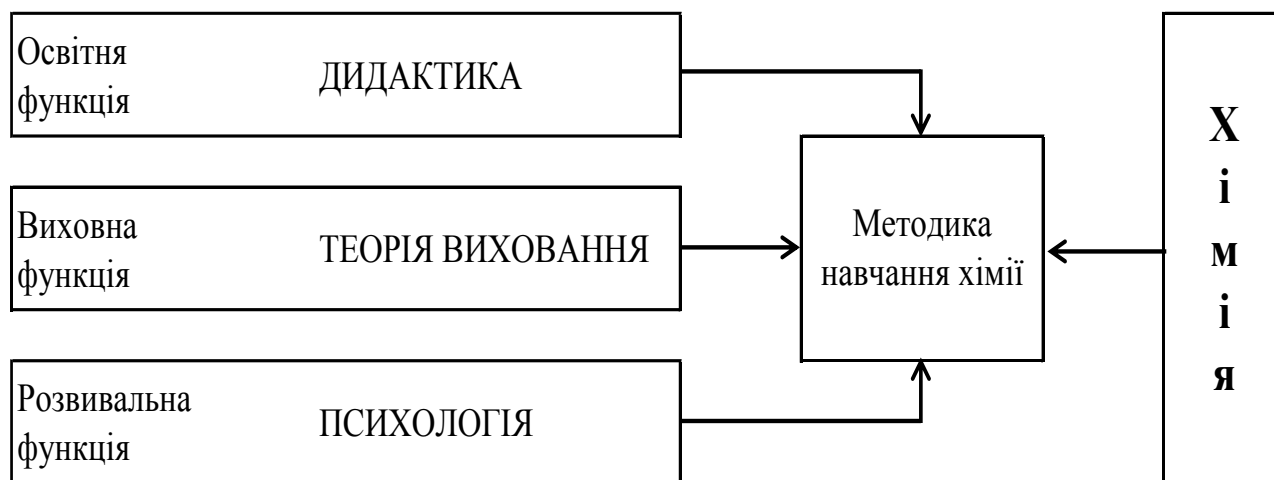 Освітня
функція
ДИДАКТИКА
Виховна
функція
ТЕОРІЯ ВИХОВАННЯ
Розвивальна
функція
ПСИХОЛОГІЯ
Методика
навчання хімії
Х
і
м
і
я